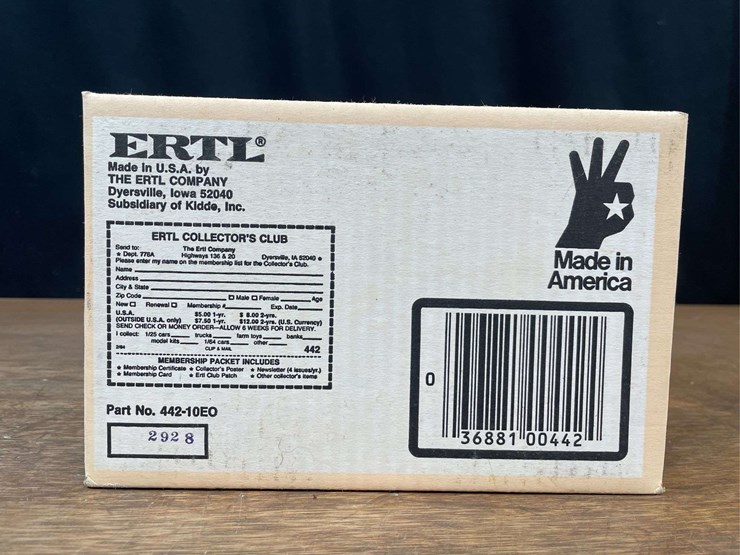 ERTL®
Made in U.S.A. by
THE ERTL COMPANY
Dyersville, Iowa 52040
Subsidiary of Kidde, Inc.
ERTL COLLECTOR'S CLUB
Send to: The Ertl Company
★ Dept. 776A Highways 136 & 20 Dyersville, IA 52040 ★
Please enter my name on the membership list for the Collector's Club.
Name
Address
City & State
Zip Code □ Male □ Female Age
New □ Renewal □ Membership # Exp. Date
U.S.A. $5.00 1-yr. $ 8.00 2-yrs.
(OUTSIDE U.S.A. only) $7.50 1-yr. $12.00 2-yrs. (U.S. Currency)
SEND CHECK OR MONEY ORDER—ALLOW 6 WEEKS FOR DELIVERY.
I collect: 1/25 cars trucks farm toys banks
model kits 1/64 cars other
CLIP & MAIL 442
MEMBERSHIP PACKET INCLUDES
★ Membership Certificate ★ Collector's Poster ★ Newsletter (4 issues/yr.)
★ Membership Card ★ Ertl Club Patch ★ Other collector's items
Part No. 442-10EO
2928
Made in
America
0 36881 00442